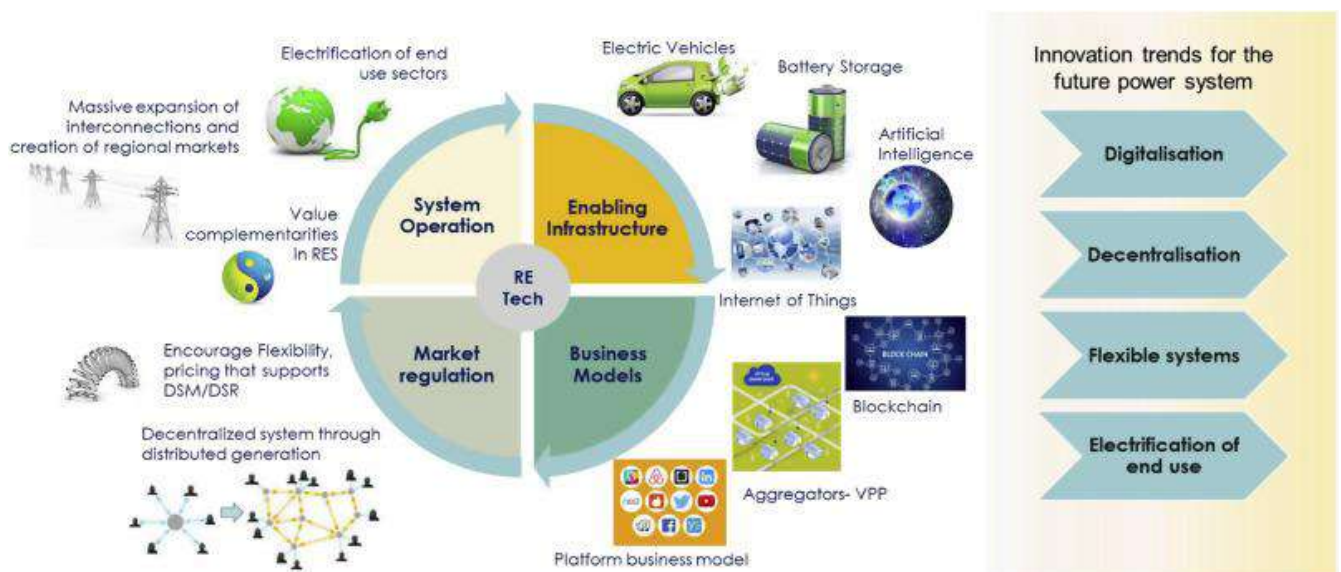 Electrification of end
use sectors
Massive expansion of
interconnections and
creation of regional markets
Value
complementarities
in RES
Encourage Flexibility,
pricing that supports
DSM/DSR
Decentralized system through
distributed generation
System
Operation
Enabling
Infrastructure
RE
Tech
Market
regulation
Business
Models
Electric Vehicles
Battery Storage
Artificial
Intelligence
Internet of Things
BLOCK CHAIN
Blockchain
Aggregators- VPP
Platform business model
Innovation trends for the
future power system
Digitalisation
Decentralisation
Flexible systems
Electrification of
end use